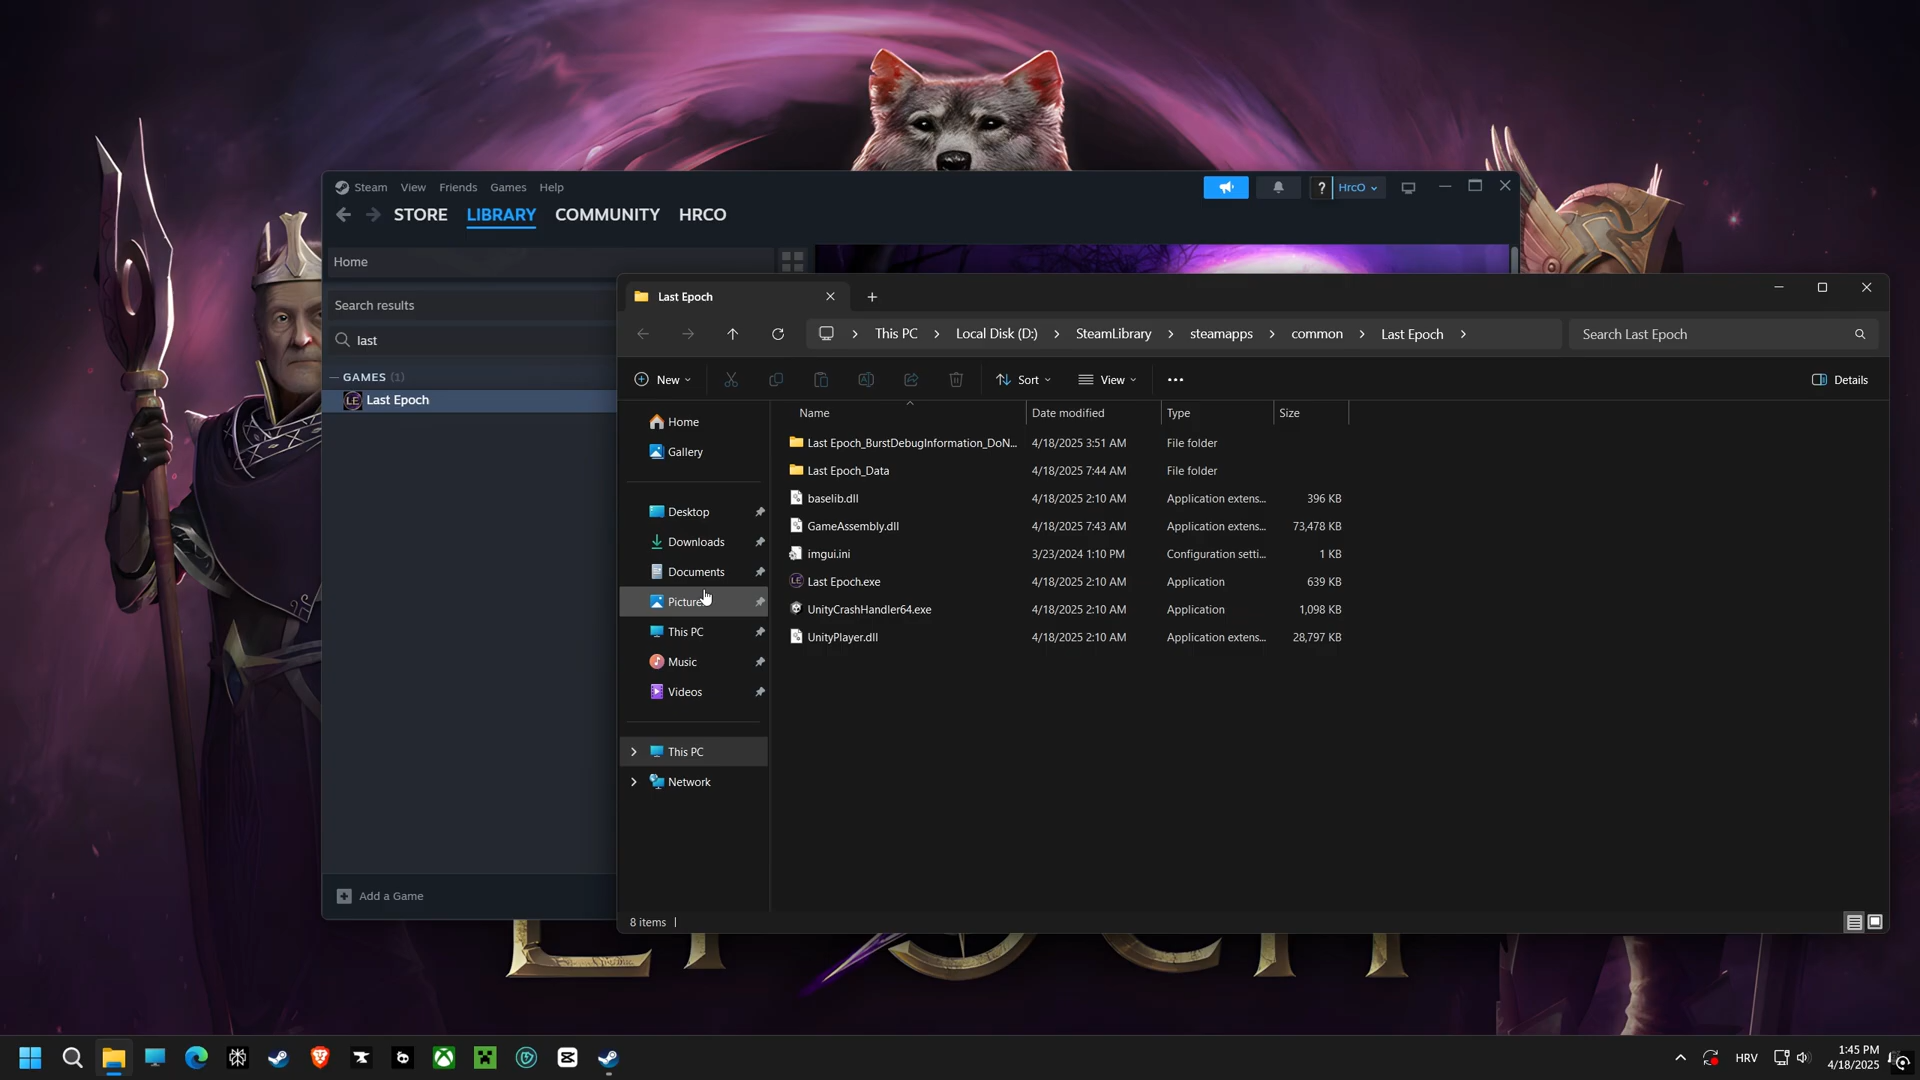 Steam View Friends Games Help
? HrcO
STORE LIBRARY COMMUNITY HRCO
Home
Search results
last
GAMES (1)
LE Last Epoch
Add a Game
Last Epoch
This PC > Local Disk (D:) > SteamLibrary > steamapps > common > Last Epoch >
Search Last Epoch
New Sort View ••• Details
Home
Gallery
Desktop
Downloads
Documents
This PC
Music
Videos
This PC
Network
Name Date modified Type Size
Last Epoch_BurstDebugInformation_DoN... 4/18/2025 3:51 AM File folder
Last Epoch_Data 4/18/2025 7:44 AM File folder
baselib.dll 4/18/2025 2:10 AM Application extens... 396 KB
GameAssembly.dll 4/18/2025 7:43 AM Application extens... 73,478 KB
imgui.ini 3/23/2024 1:10 PM Configuration setti... 1 KB
Last Epoch.exe 4/18/2025 2:10 AM Application 639 KB
UnityCrashHandler64.exe 4/18/2025 2:10 AM Application 1,098 KB
UnityPlayer.dll 4/18/2025 2:10 AM Application extens... 28,797 KB
8 items
HRV
1:45 PM
4/18/2025